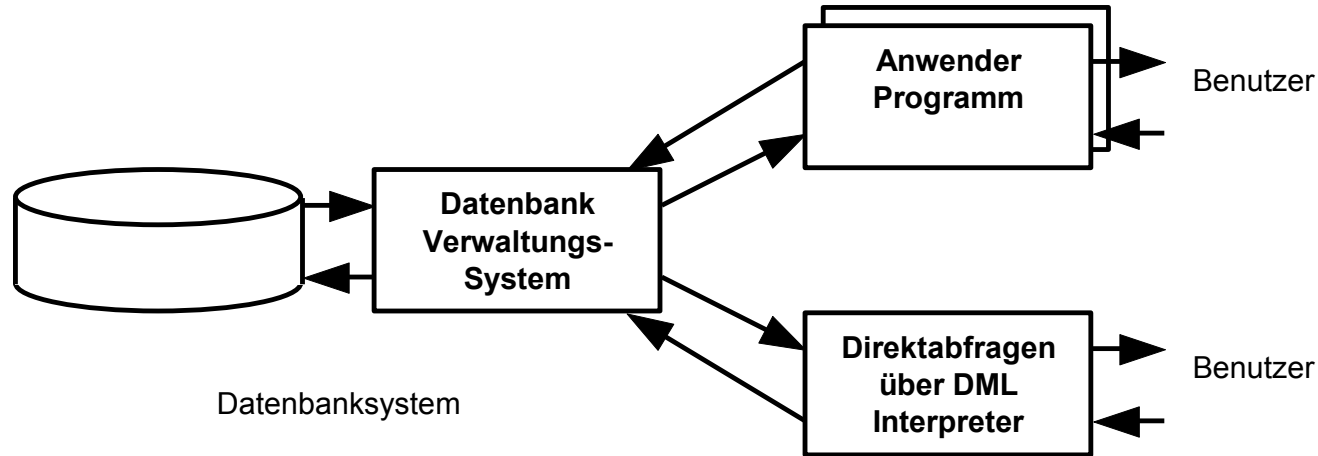 Anwender
Programm
Benutzer
Datenbank
Verwaltungs-
System
Direktabfragen
über DML
Interpreter
Benutzer
Datenbanksystem